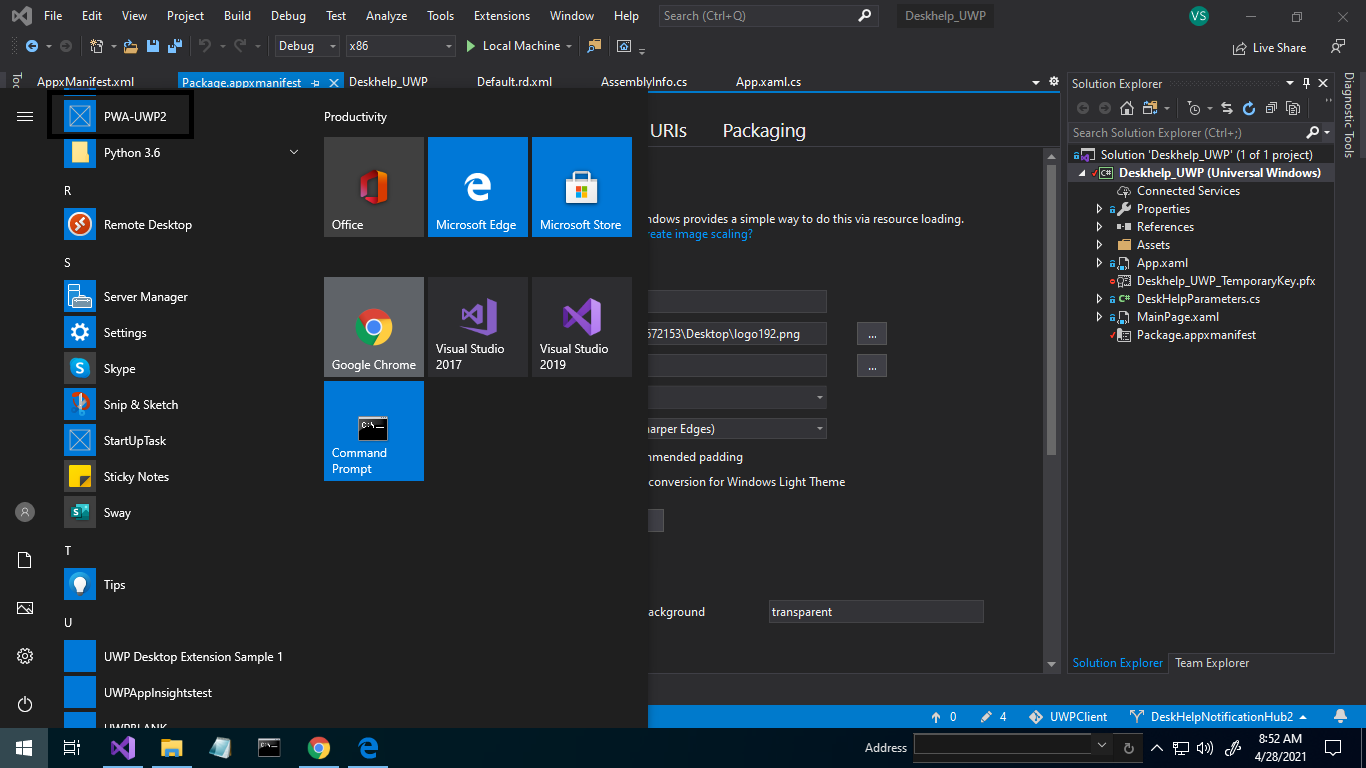 File Edit View Project Build Debug Test Analyze Tools Extensions Window Help Search (Ctrl+Q) Deskhelp_UWP VS
Debug x86 Local Machine Live Share
AppxManifest.xml Package.appxmanifest Deskhelp_UWP Default.rd.xml AssemblyInfo.cs App.xaml.cs
PWA-UWP2
Python 3.6
R
Remote Desktop
S
Server Manager
Settings
Skype
Snip & Sketch
StartUpTask
Sticky Notes
Sway
T
Tips
U
UWP Desktop Extension Sample 1
UWPAppInsightstest
UWPBLANK
Productivity
Office
Microsoft Edge
Microsoft Store
Google Chrome
Visual Studio
2017
Visual Studio
2019
C:\._
Command
Prompt
URIs Packaging
ndows provides a simple way to do this via resource loading.
reate image scaling?
572153\Desktop\logo192.png
...
...
arper Edges)
mmended padding
conversion for Windows Light Theme
ackground transparent
Solution Explorer
Search Solution Explorer (Ctrl+;)
Solution 'Deskhelp_UWP' (1 of 1 project)
Deskhelp_UWP (Universal Windows)
Connected Services
Properties
References
Assets
App.xaml
Deskhelp_UWP_TemporaryKey.pfx
DeskHelpParameters.cs
MainPage.xaml
Package.appxmanifest
Solution Explorer Team Explorer
Diagnostic Tools
0 4 UWPClient DeskHelpNotificationHub2
Address
8:52 AM
4/28/2021